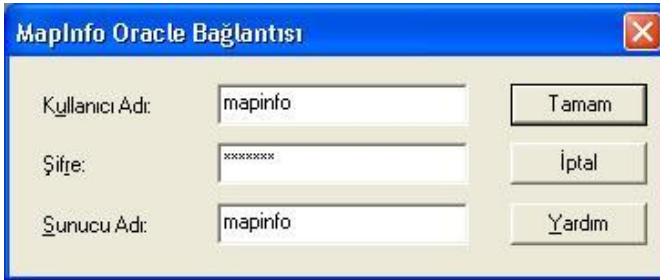 MapInfo Oracle Bağlantısı
Kullanıcı Adı: mapinfo Tamam
Şifre: ******* İptal
Sunucu Adı: mapinfo Yardım